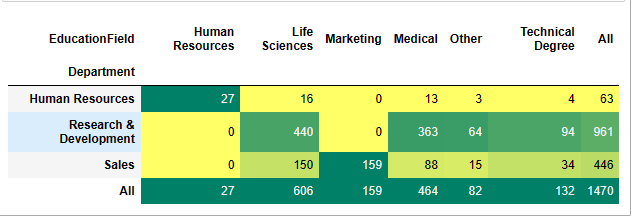 EducationField Human Resources Life Sciences Marketing Medical Other Technical Degree All
Department
Human Resources 27 16 0 13 3 4 63
Research & Development 0 440 0 363 64 94 961
Sales 0 150 159 88 15 34 446
All 27 606 159 464 82 132 1470